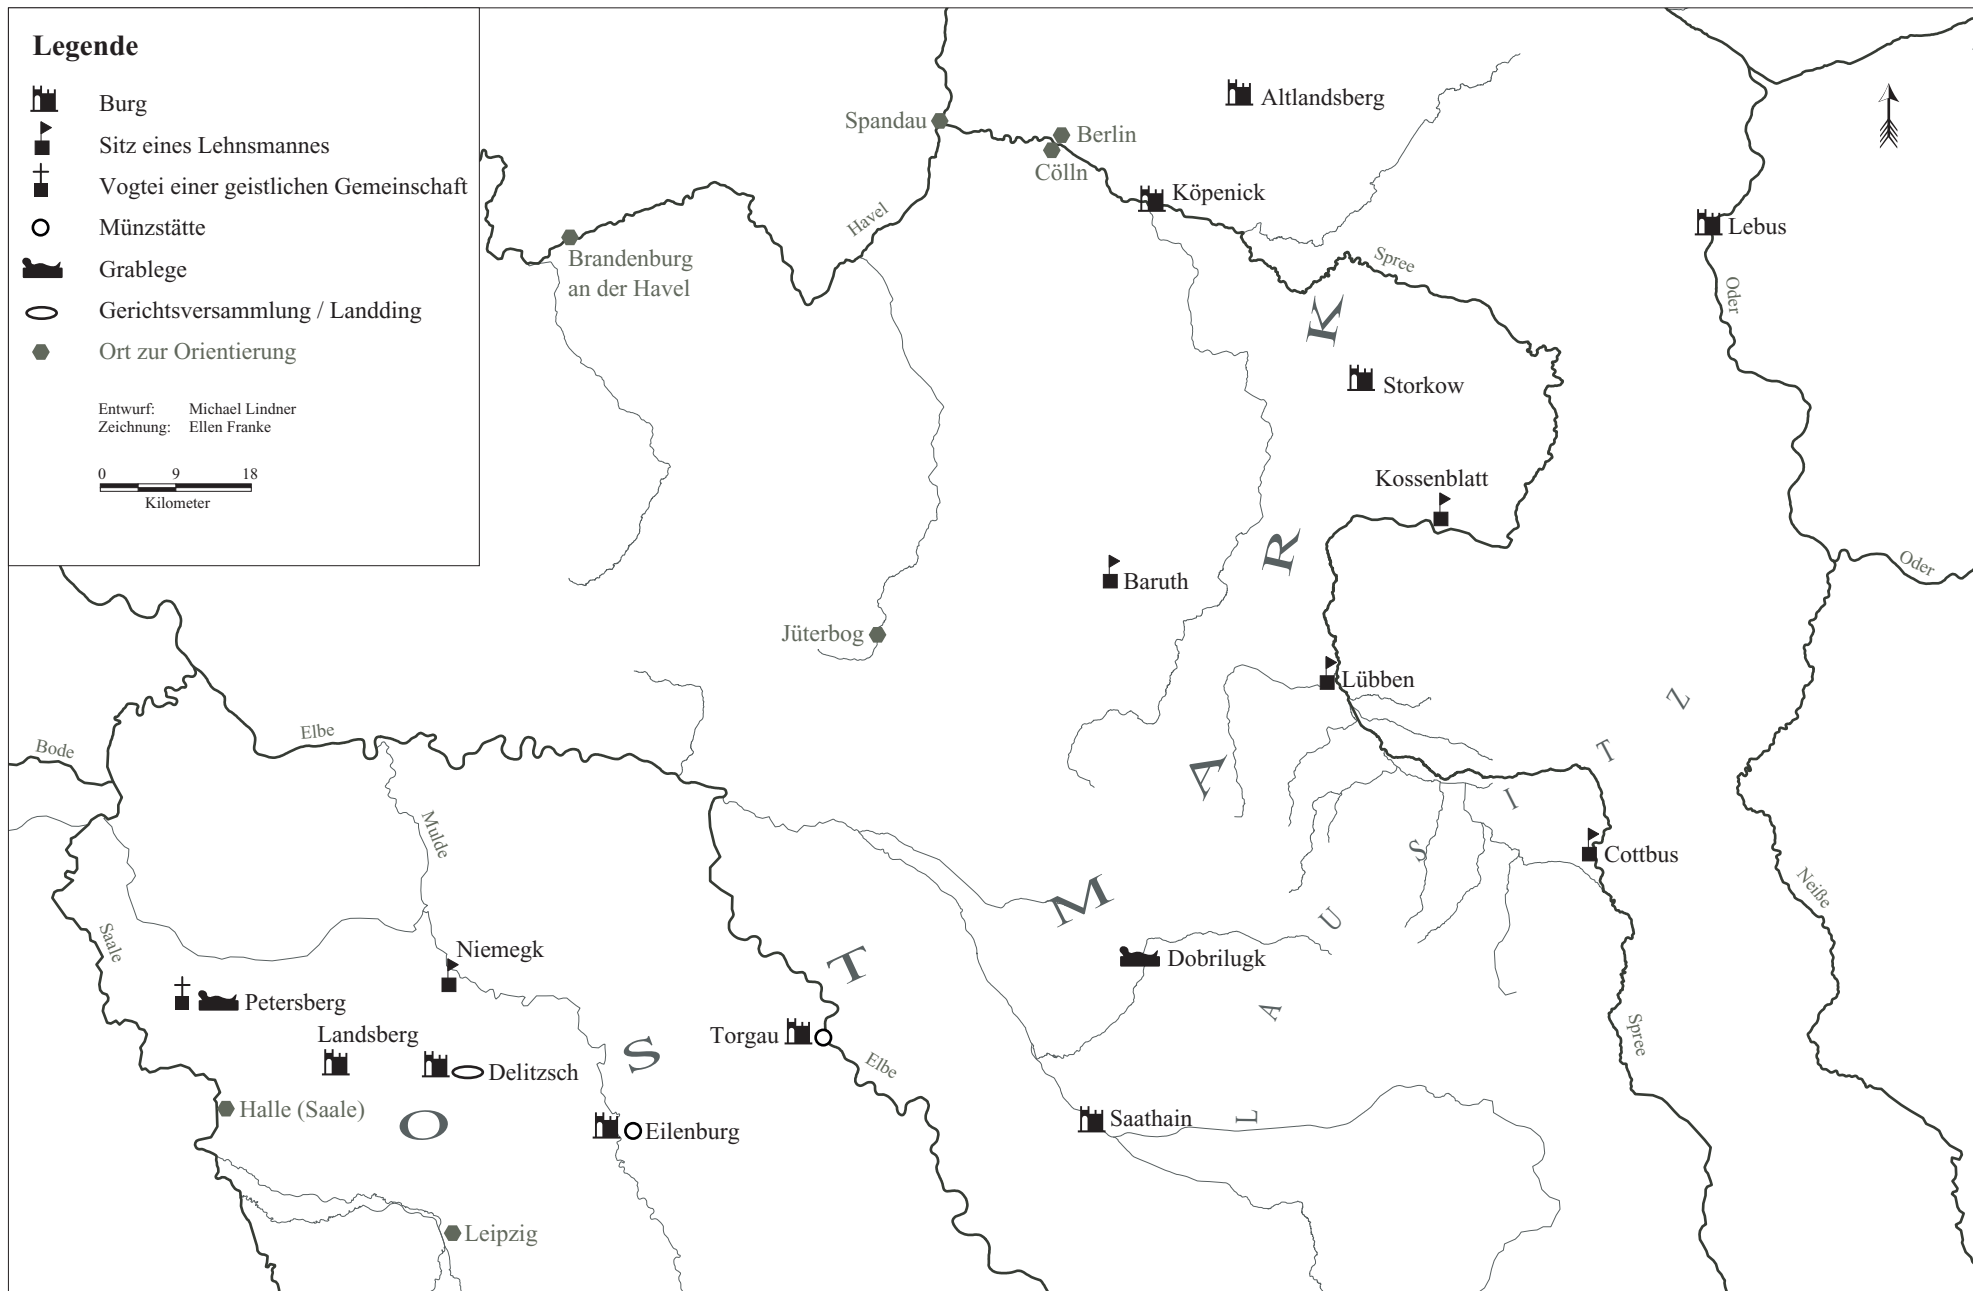 Legende
Burg
Sitz eines Lehnsmannes
Vogtei einer geistlichen Gemeinschaft
Münzstätte
Grablege
Gerichtsversammlung / Landding
Ort zur Orientierung
Entwurf: Michael Lindner
Zeichnung: Ellen Franke
0 9 18
Kilometer
Altlandsberg
Spandau
Berlin
Cölln
Köpenick
Havel
Lebus
Brandenburg
an der Havel
Spree
Oder
K
Storkow
Kossenblatt
R
Oder
Baruth
Jüterbog
Lübben
Z
Elbe
Bode
T
A
I
Mulde
S
Cottbus
M
Neiße
U
Saale
Niemegk
T
Dobrilugk
Petersberg
A
Landsberg
Torgau
Spree
S
Elbe
Delitzsch
Halle (Saale)
O
L
Saathain
Eilenburg
Leipzig